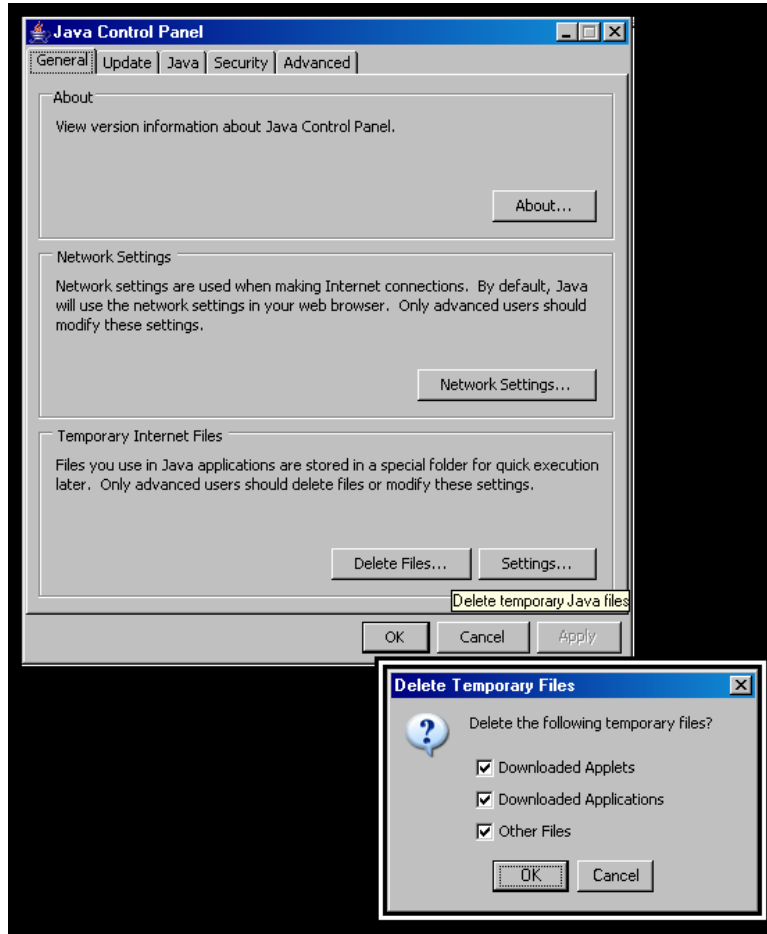 Java Control Panel
General Update Java Security Advanced
About
View version information about Java Control Panel.
About...
Network Settings
Network settings are used when making Internet connections. By default, Java
will use the network settings in your web browser. Only advanced users should
modify these settings.
Network Settings...
Temporary Internet Files
Files you use in Java applications are stored in a special folder for quick execution
later. Only advanced users should delete files or modify these settings.
Delete Files... Settings...
Delete temporary Java files
OK Cancel Apply
Delete Temporary Files
Delete the following temporary files?
Downloaded Applets
Downloaded Applications
Other Files
OK Cancel